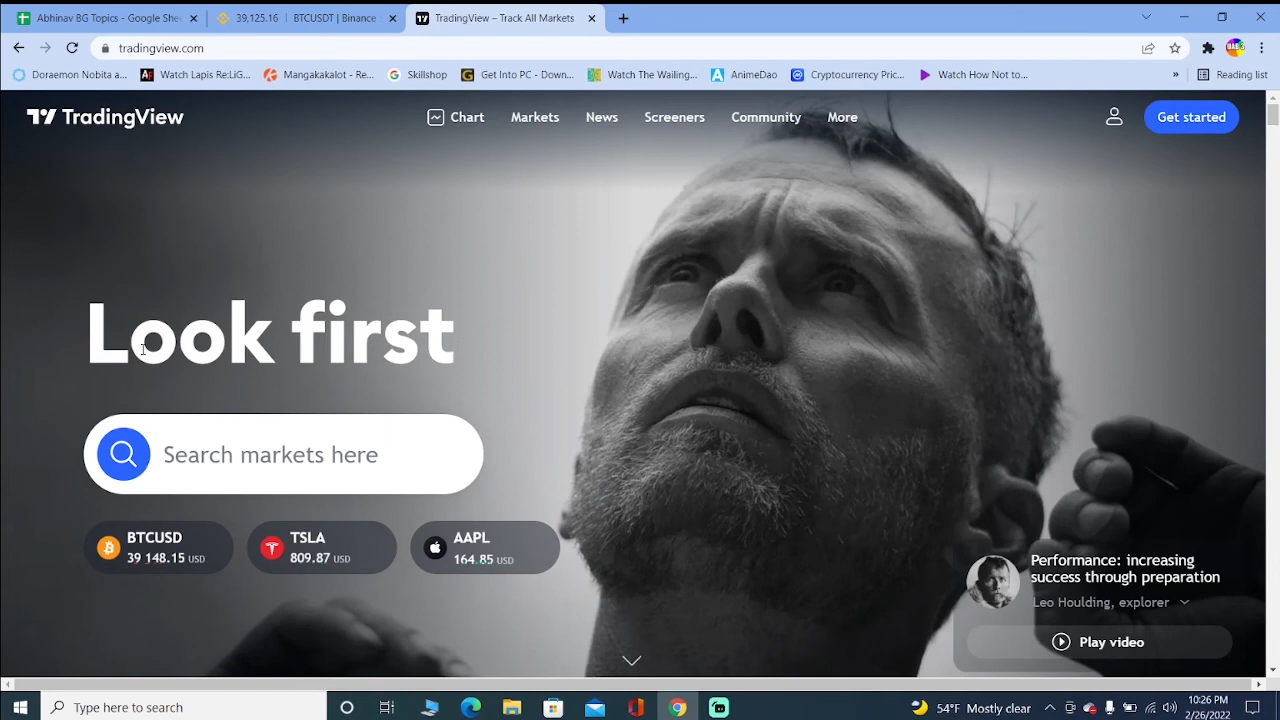 Abhinav BG Topics - Google She
39,125.16 | BTCUSDT | Binance
TradingView – Track All Markets
tradingview.com
Doraemon Nobita a...
Watch Lapis Re:LiG...
Mangakakalot - Re...
Skillshop
Get Into PC - Down...
Watch The Wailing...
AnimeDao
Cryptocurrency Pric...
Watch How Not to...
»
Reading list
TradingView
Chart
Markets
News
Screeners
Community
More
Get started
Look first
Search markets here
BTCUSD
39 148.15 USD
TSLA
809.87 USD
AAPL
164.85 USD
Performance: increasing
success through preparation
Leo Houlding, explorer
Play video
Type here to search
54°F Mostly clear
10:26 PM
2/26/2022